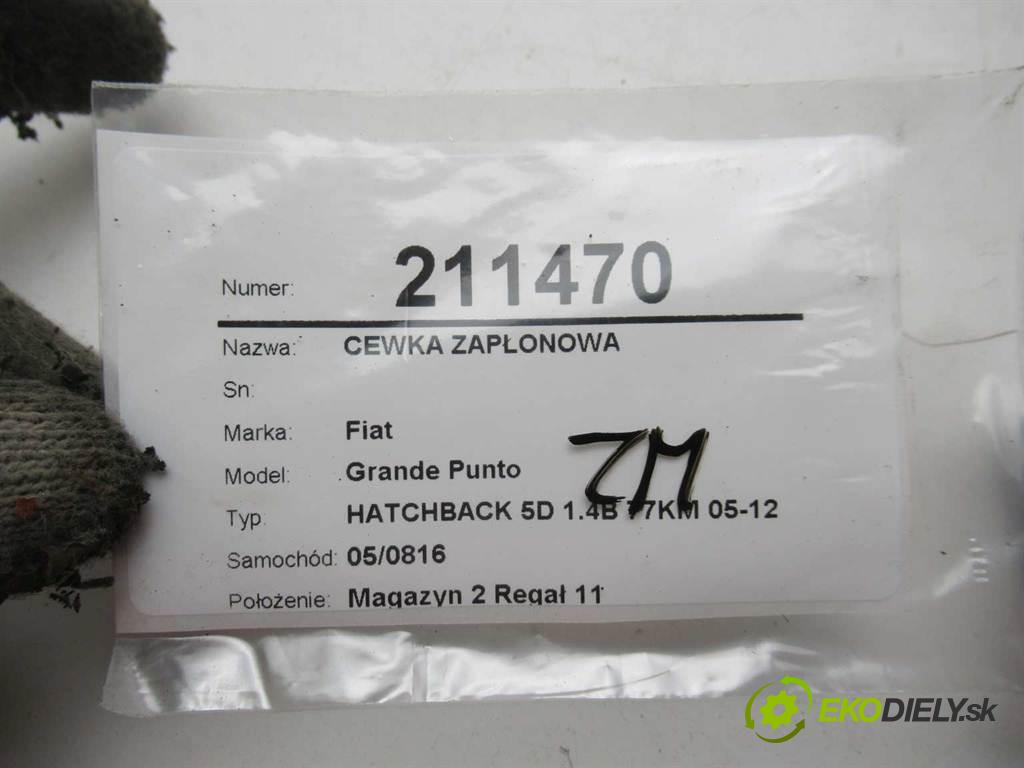 Numer: 211470
Nazwa: CEWKA ZAPŁONOWA
Sn:
Marka: Fiat
Model: Grande Punto
ZM
Typ: HATCHBACK 5D 1.4B 77KM 05-12
Samochód: 05/0816
Położenie: Magazyn 2 Regał 11
EKODIELY.sk